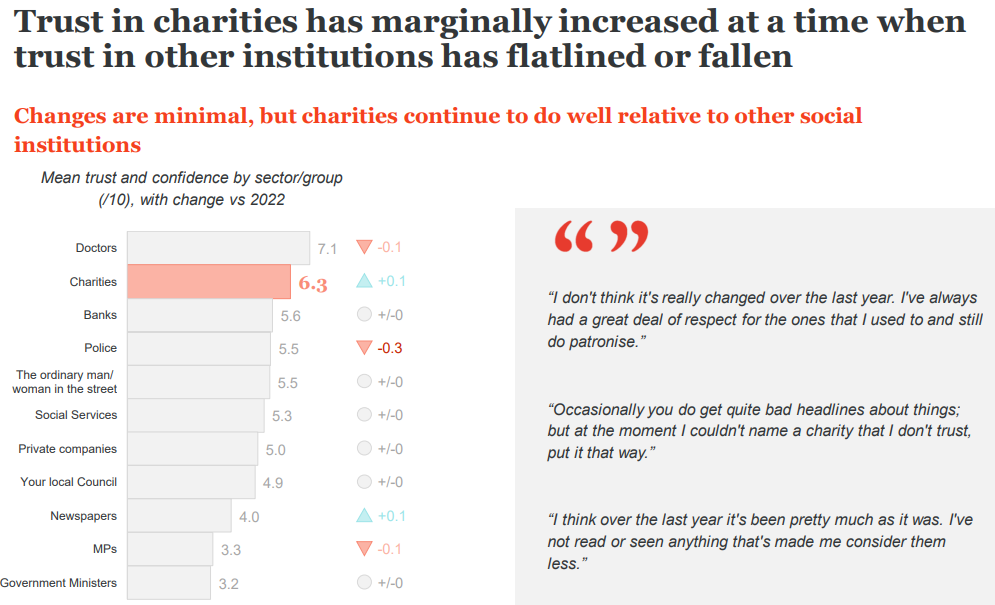 Trust in charities has marginally increased at a time when
trust in other institutions has flatlined or fallen
Changes are minimal, but charities continue to do well relative to other social
institutions
Mean trust and confidence by sector/group
(/10), with change vs 2022
Doctors 7.1 -0.1
Charities 6.3 +0.1
Banks 5.6 +/-0
Police 5.5 -0.3
The ordinary man/
woman in the street 5.5 +/-0
Social Services 5.3 +/-0
Private companies 5.0 +/-0
Your local Council 4.9 +/-0
Newspapers 4.0 +0.1
MPs 3.3 -0.1
Government Ministers 3.2 +/-0
“ ”
“I don't think it's really changed over the last year. I've always
had a great deal of respect for the ones that I used to and still
do patronise.”
“Occasionally you do get quite bad headlines about things;
but at the moment I couldn't name a charity that I don't trust,
put it that way.”
“I think over the last year it's been pretty much as it was. I've
not read or seen anything that's made me consider them
less.”